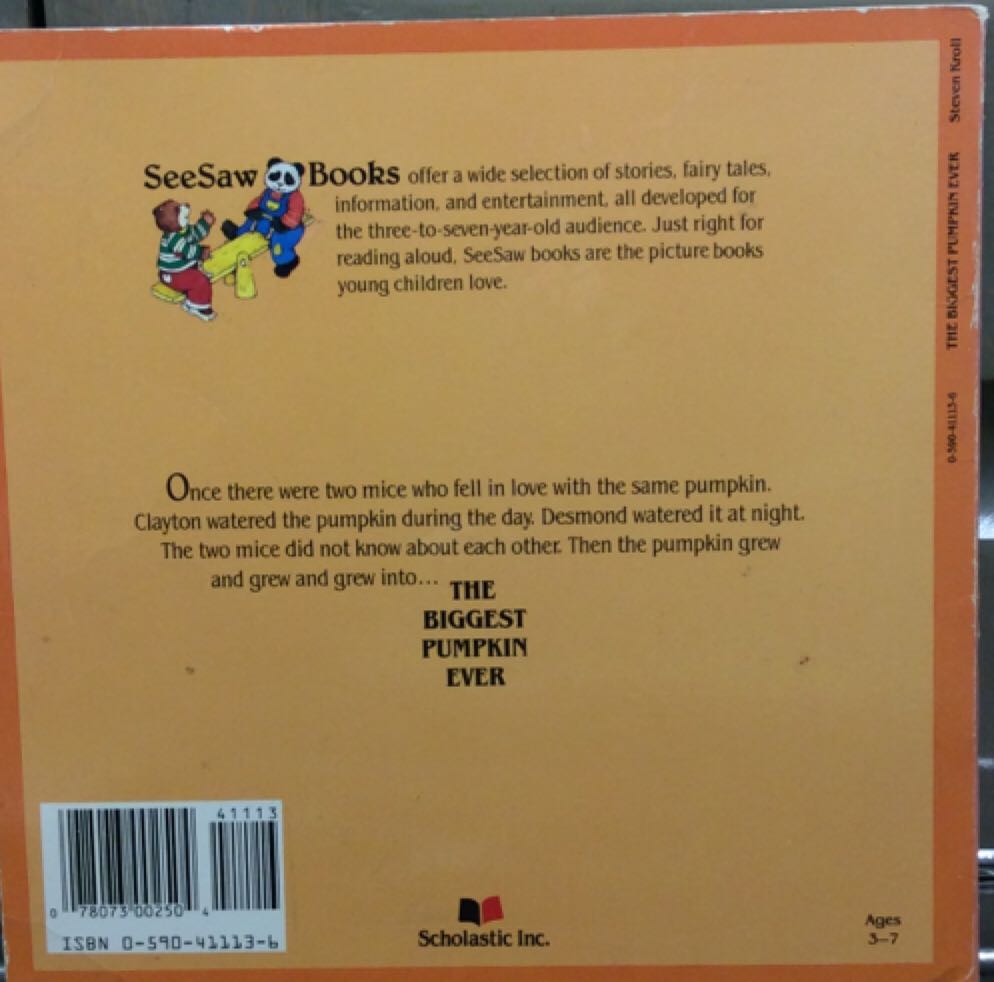 SeeSaw Books offer a wide selection of stories, fairy tales,
information, and entertainment, all developed for
the three-to-seven-year-old audience. Just right for
reading aloud, SeeSaw books are the picture books
young children love.
Once there were two mice who fell in love with the same pumpkin.
Clayton watered the pumpkin during the day. Desmond watered it at night.
The two mice did not know about each other. Then the pumpkin grew
and grew and grew into...
THE
BIGGEST
PUMPKIN
EVER
41113
0 78073 00250 4
ISBN 0-590-41113-6
Scholastic Inc.
Ages
3–7
0-590-41113-6 THE BIGGEST PUMPKIN EVER Steven Kroll